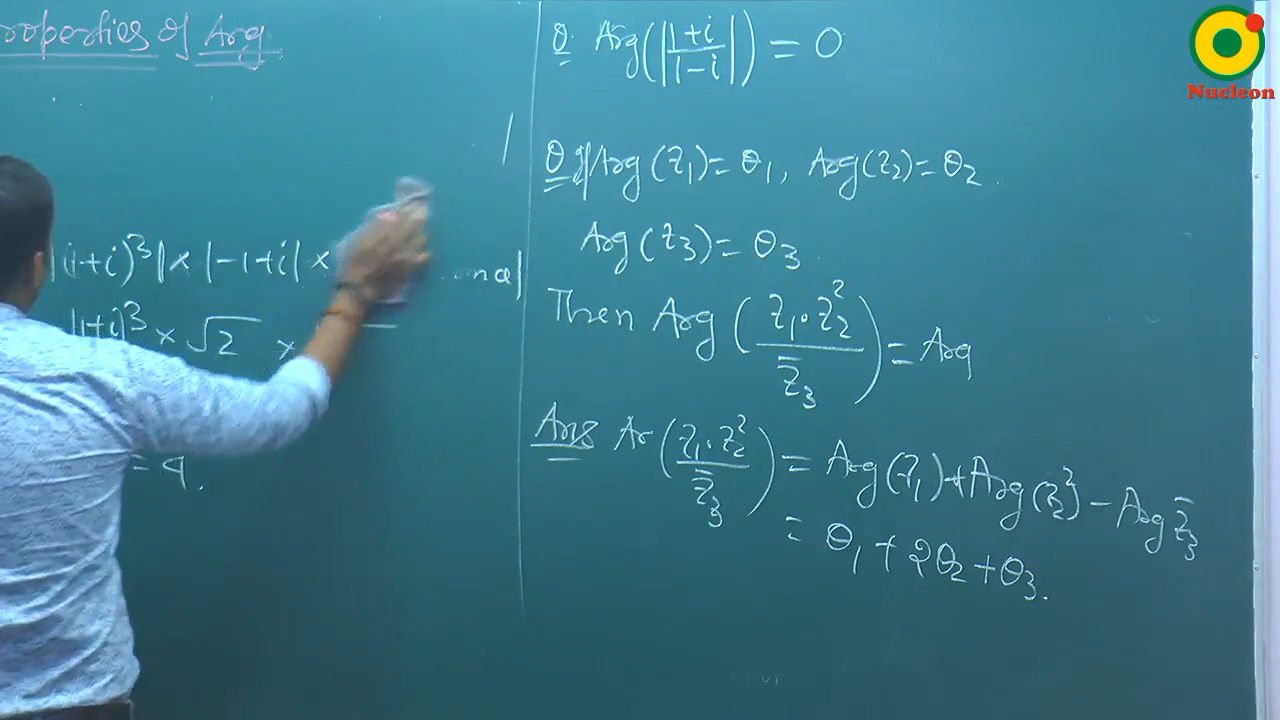 roperties of Arg
|(1+i)³| × |-1+i| ×
|1+i|³ × √2 ×
= 4.
Q. Arg(|1+i/1-i|) = 0
Q If Arg(z₁) = θ₁, Arg(z₂) = θ₂.
Arg(z₃) = θ₃.
Then Arg(z₁·z₂²/z̄₃) = Arg
Ans Ar(z₁·z₂²/z̄₃) = Arg(z₁) + Arg(z₂²) - Arg z̄₃
= θ₁ + 2θ₂ + θ₃.
Nucleon